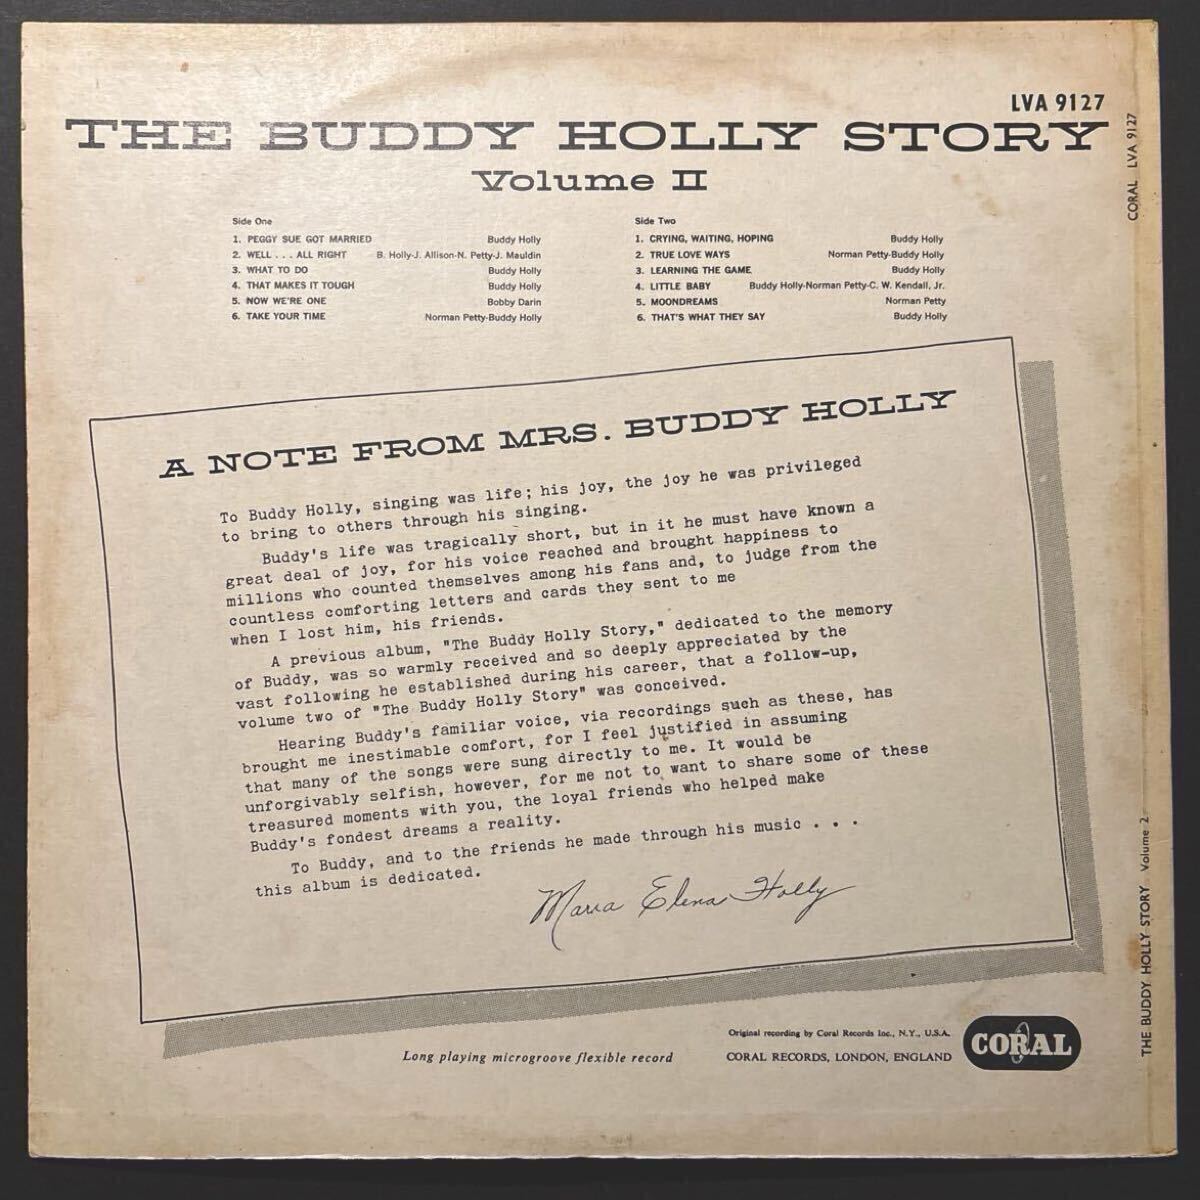 LVA 9127
THE BUDDY HOLLY STORY
Volume II
Side One
1. PEGGY SUE GOT MARRIED Buddy Holly
2. WELL . . . ALL RIGHT B. Holly-J. Allison-N. Petty-J. Mauldin
3. WHAT TO DO Buddy Holly
4. THAT MAKES IT TOUGH Buddy Holly
5. NOW WE'RE ONE Bobby Darin
6. TAKE YOUR TIME Norman Petty-Buddy Holly
Side Two
1. CRYING, WAITING, HOPING Buddy Holly
2. TRUE LOVE WAYS Norman Petty-Buddy Holly
3. LEARNING THE GAME Buddy Holly
4. LITTLE BABY Buddy Holly-Norman Petty-C. W. Kendall, Jr.
5. MOONDREAMS Norman Petty
6. THAT'S WHAT THEY SAY Buddy Holly
A NOTE FROM MRS. BUDDY HOLLY
To Buddy Holly, singing was life; his joy, the joy he was privileged
to bring to others through his singing.
Buddy's life was tragically short, but in it he must have known a
great deal of joy, for his voice reached and brought happiness to
millions who counted themselves among his fans and, to judge from the
countless comforting letters and cards they sent to me
when I lost him, his friends.
A previous album, "The Buddy Holly Story," dedicated to the memory
of Buddy, was so warmly received and so deeply appreciated by the
vast following he established during his career, that a follow-up,
volume two of "The Buddy Holly Story" was conceived.
Hearing Buddy's familiar voice, via recordings such as these, has
brought me inestimable comfort, for I feel justified in assuming
that many of the songs were sung directly to me. It would be
unforgivably selfish, however, for me not to want to share some of these
treasured moments with you, the loyal friends who helped make
Buddy's fondest dreams a reality.
To Buddy, and to the friends he made through his music . . .
this album is dedicated.
Maria Elena Holly
Original recording by Coral Records Inc., N.Y., U.S.A.
Long playing microgroove flexible record
CORAL RECORDS, LONDON, ENGLAND
CORAL
CORAL LVA 9127
THE BUDDY HOLLY STORY Volume 2